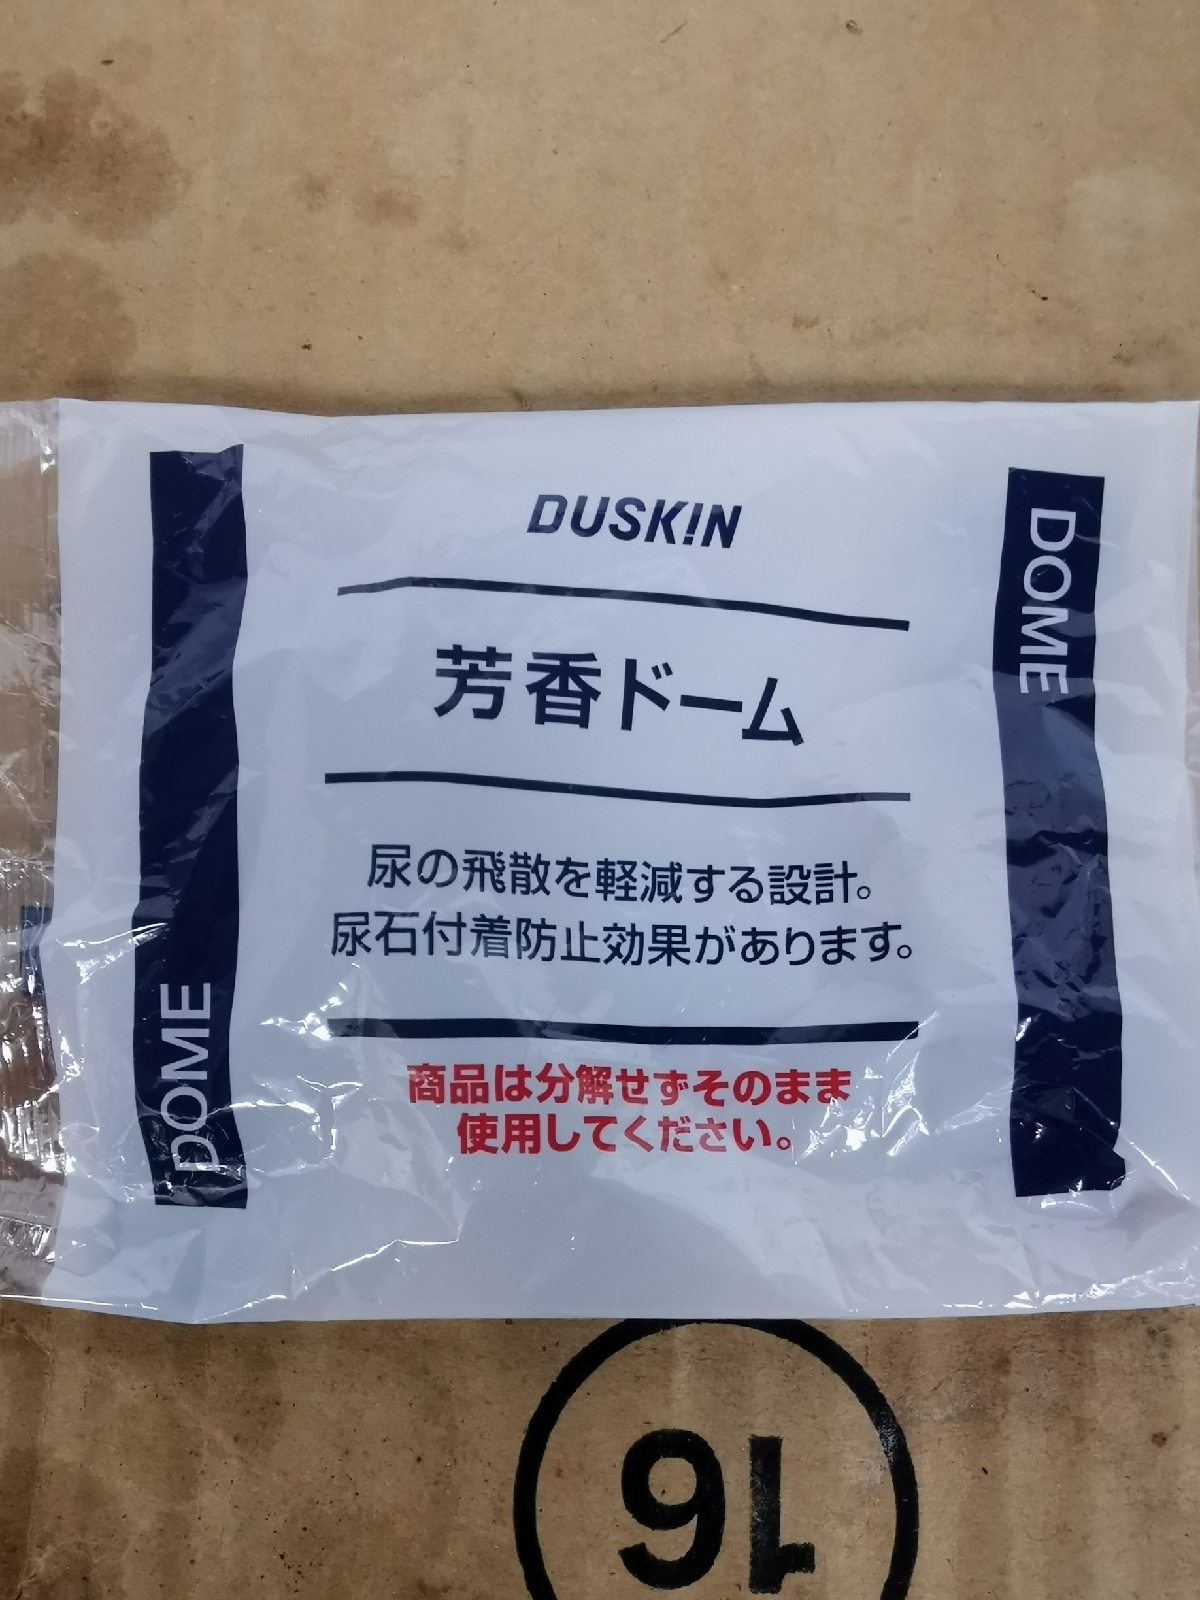 DUSKIN
芳香ドーム
尿の飛散を軽減する設計。
尿石付着防止効果があります。
商品は分解せずそのまま
使用してください。
DOME
DOME
16